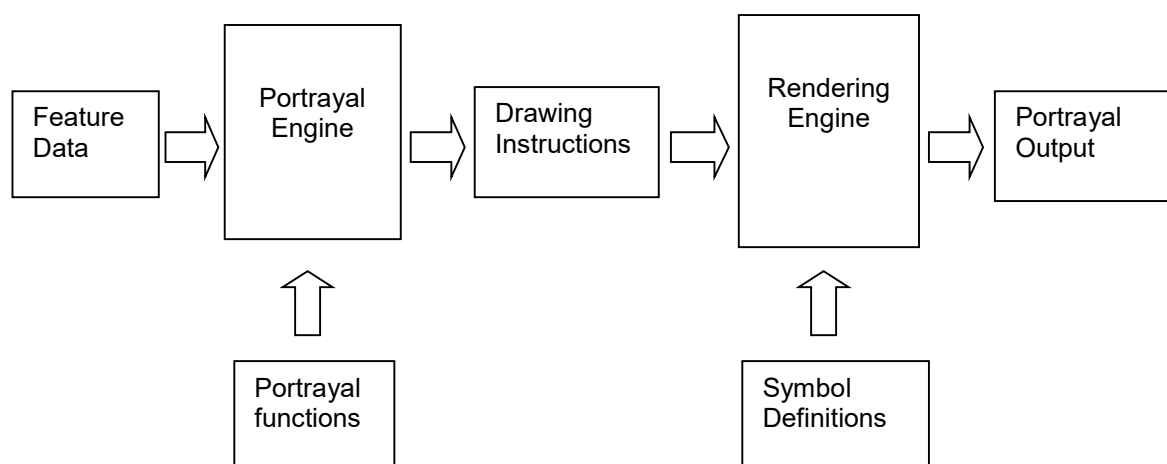 Feature
Data
Portrayal
Engine
Drawing
Instructions
Rendering
Engine
Portrayal
Output
Portrayal
functions
Symbol
Definitions